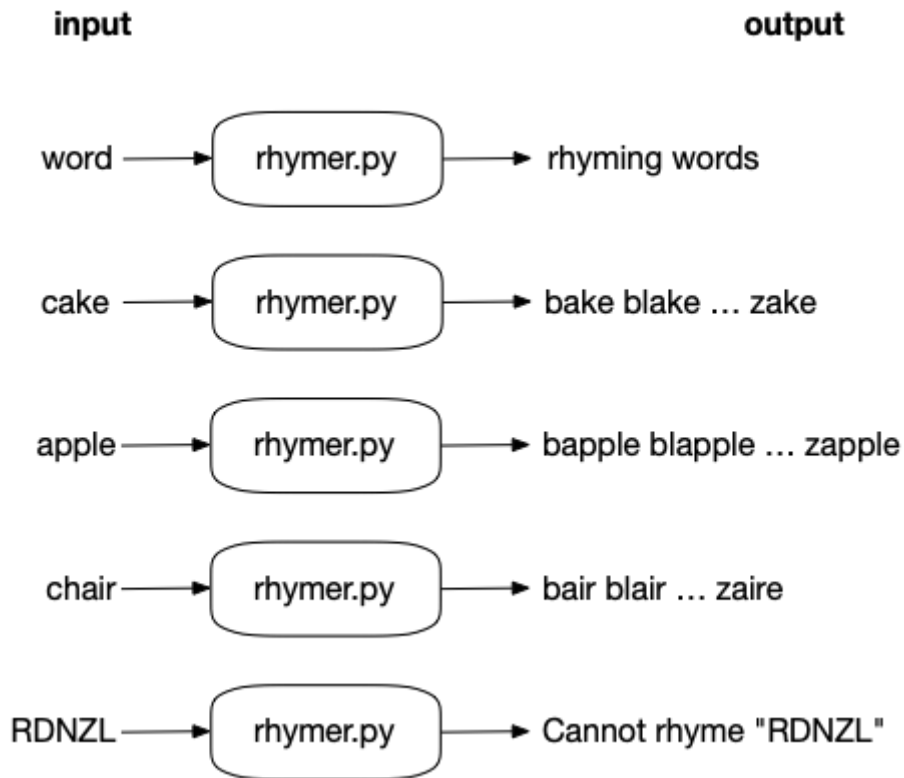 input output
word rhymer.py rhyming words
cake rhymer.py bake blake … zake
apple rhymer.py bapple blapple … zapple
chair rhymer.py bair blair … zaire
RDNZL rhymer.py Cannot rhyme "RDNZL"